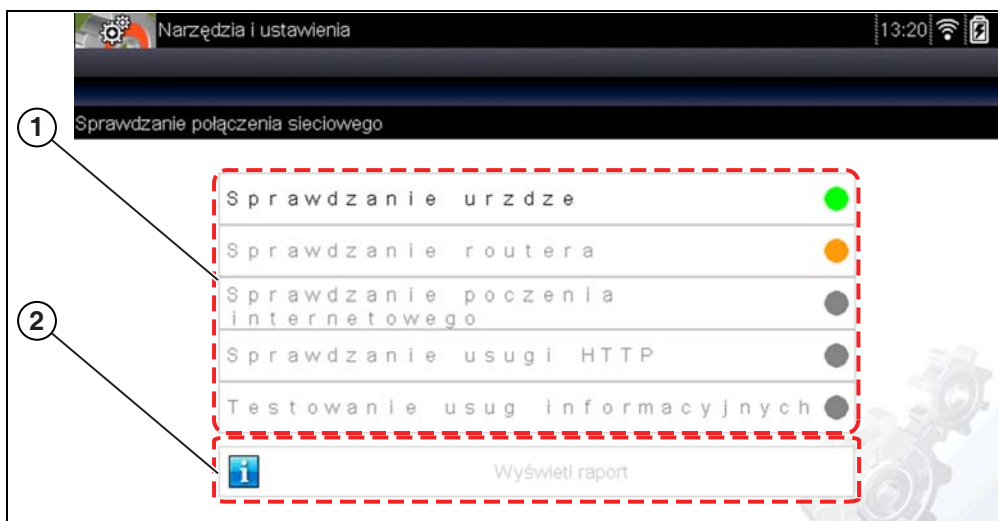 Narzędzia i ustawienia
13:20
Sprawdzanie połączenia sieciowego
1
Sprawdzanie urzdze
Sprawdzanie routera
Sprawdzanie poczenia
internetowego
2
Sprawdzanie usugi HTTP
Testowanie usug informacyjnych
i
Wyświetl raport